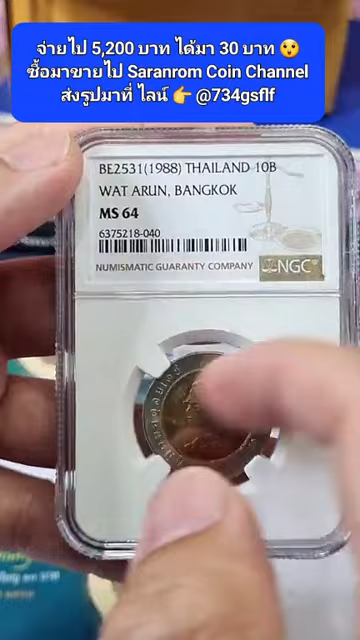 จ่ายไป 5,200 บาท ได้มา 30 บาท 😲
ซื้อมาขายไป Saranrom Coin Channel
ส่งรูปมาที่ ไลน์ 👉 @734gsflf
BE2531(1988) THAILAND 10B
WAT ARUN, BANGKOK
MS 64
6375218-040
NUMISMATIC GUARANTY COMPANY
NGC